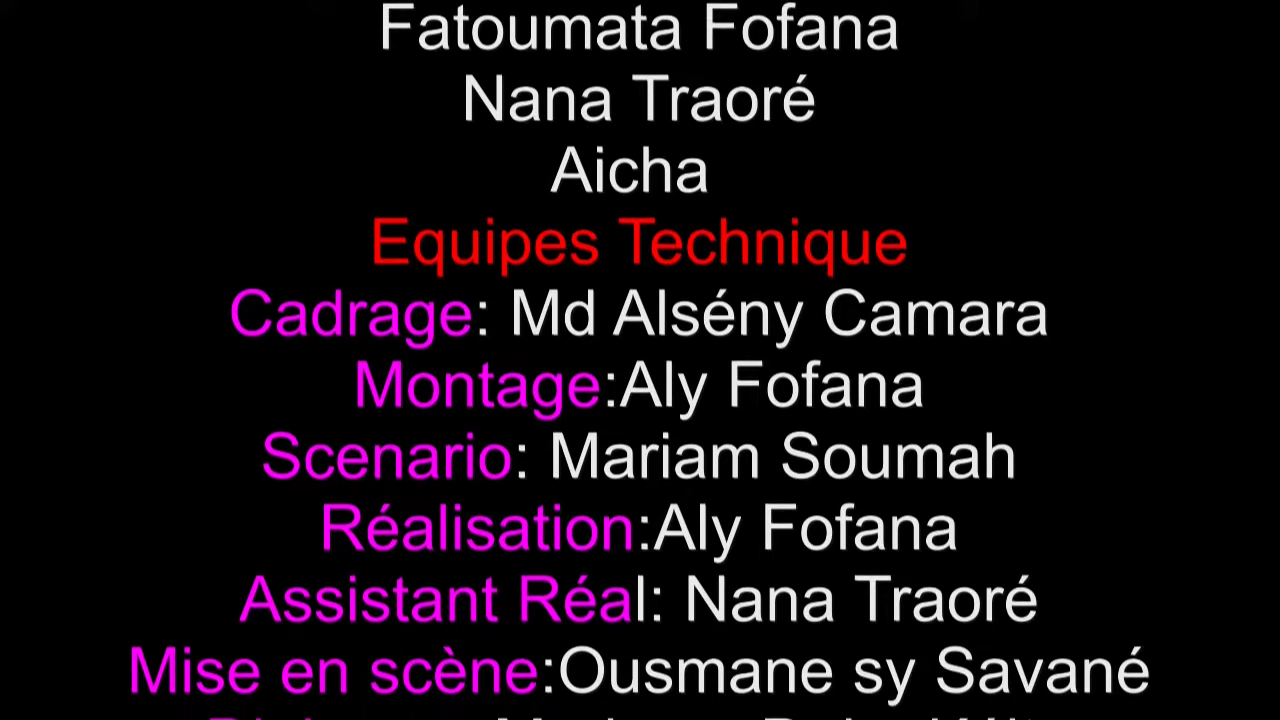 Fatoumata Fofana
Nana Traoré
Aicha
Equipes Technique
Cadrage: Md Alsény Camara
Montage:Aly Fofana
Scenario: Mariam Soumah
Réalisation:Aly Fofana
Assistant Réal: Nana Traoré
Mise en scène:Ousmane sy Savané